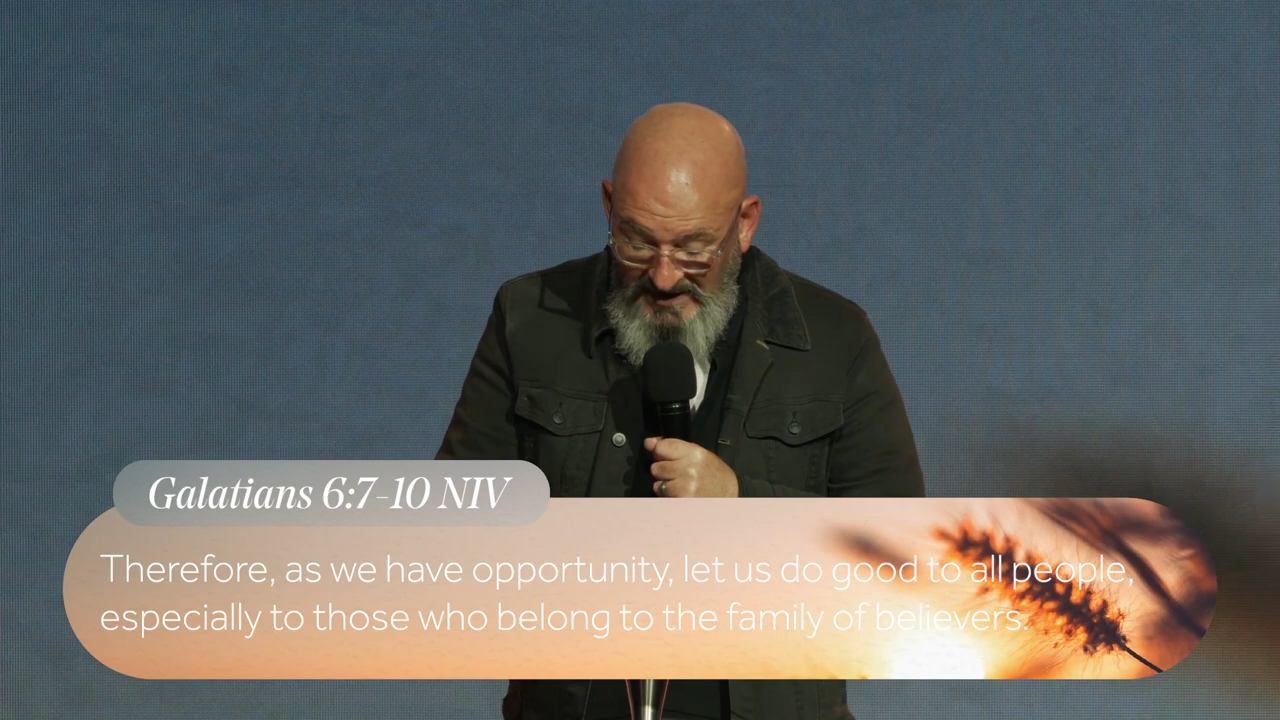 Galatians 6:7-10 NIV
Therefore, as we have opportunity, let us do good to all people,
especially to those who belong to the family of believers.